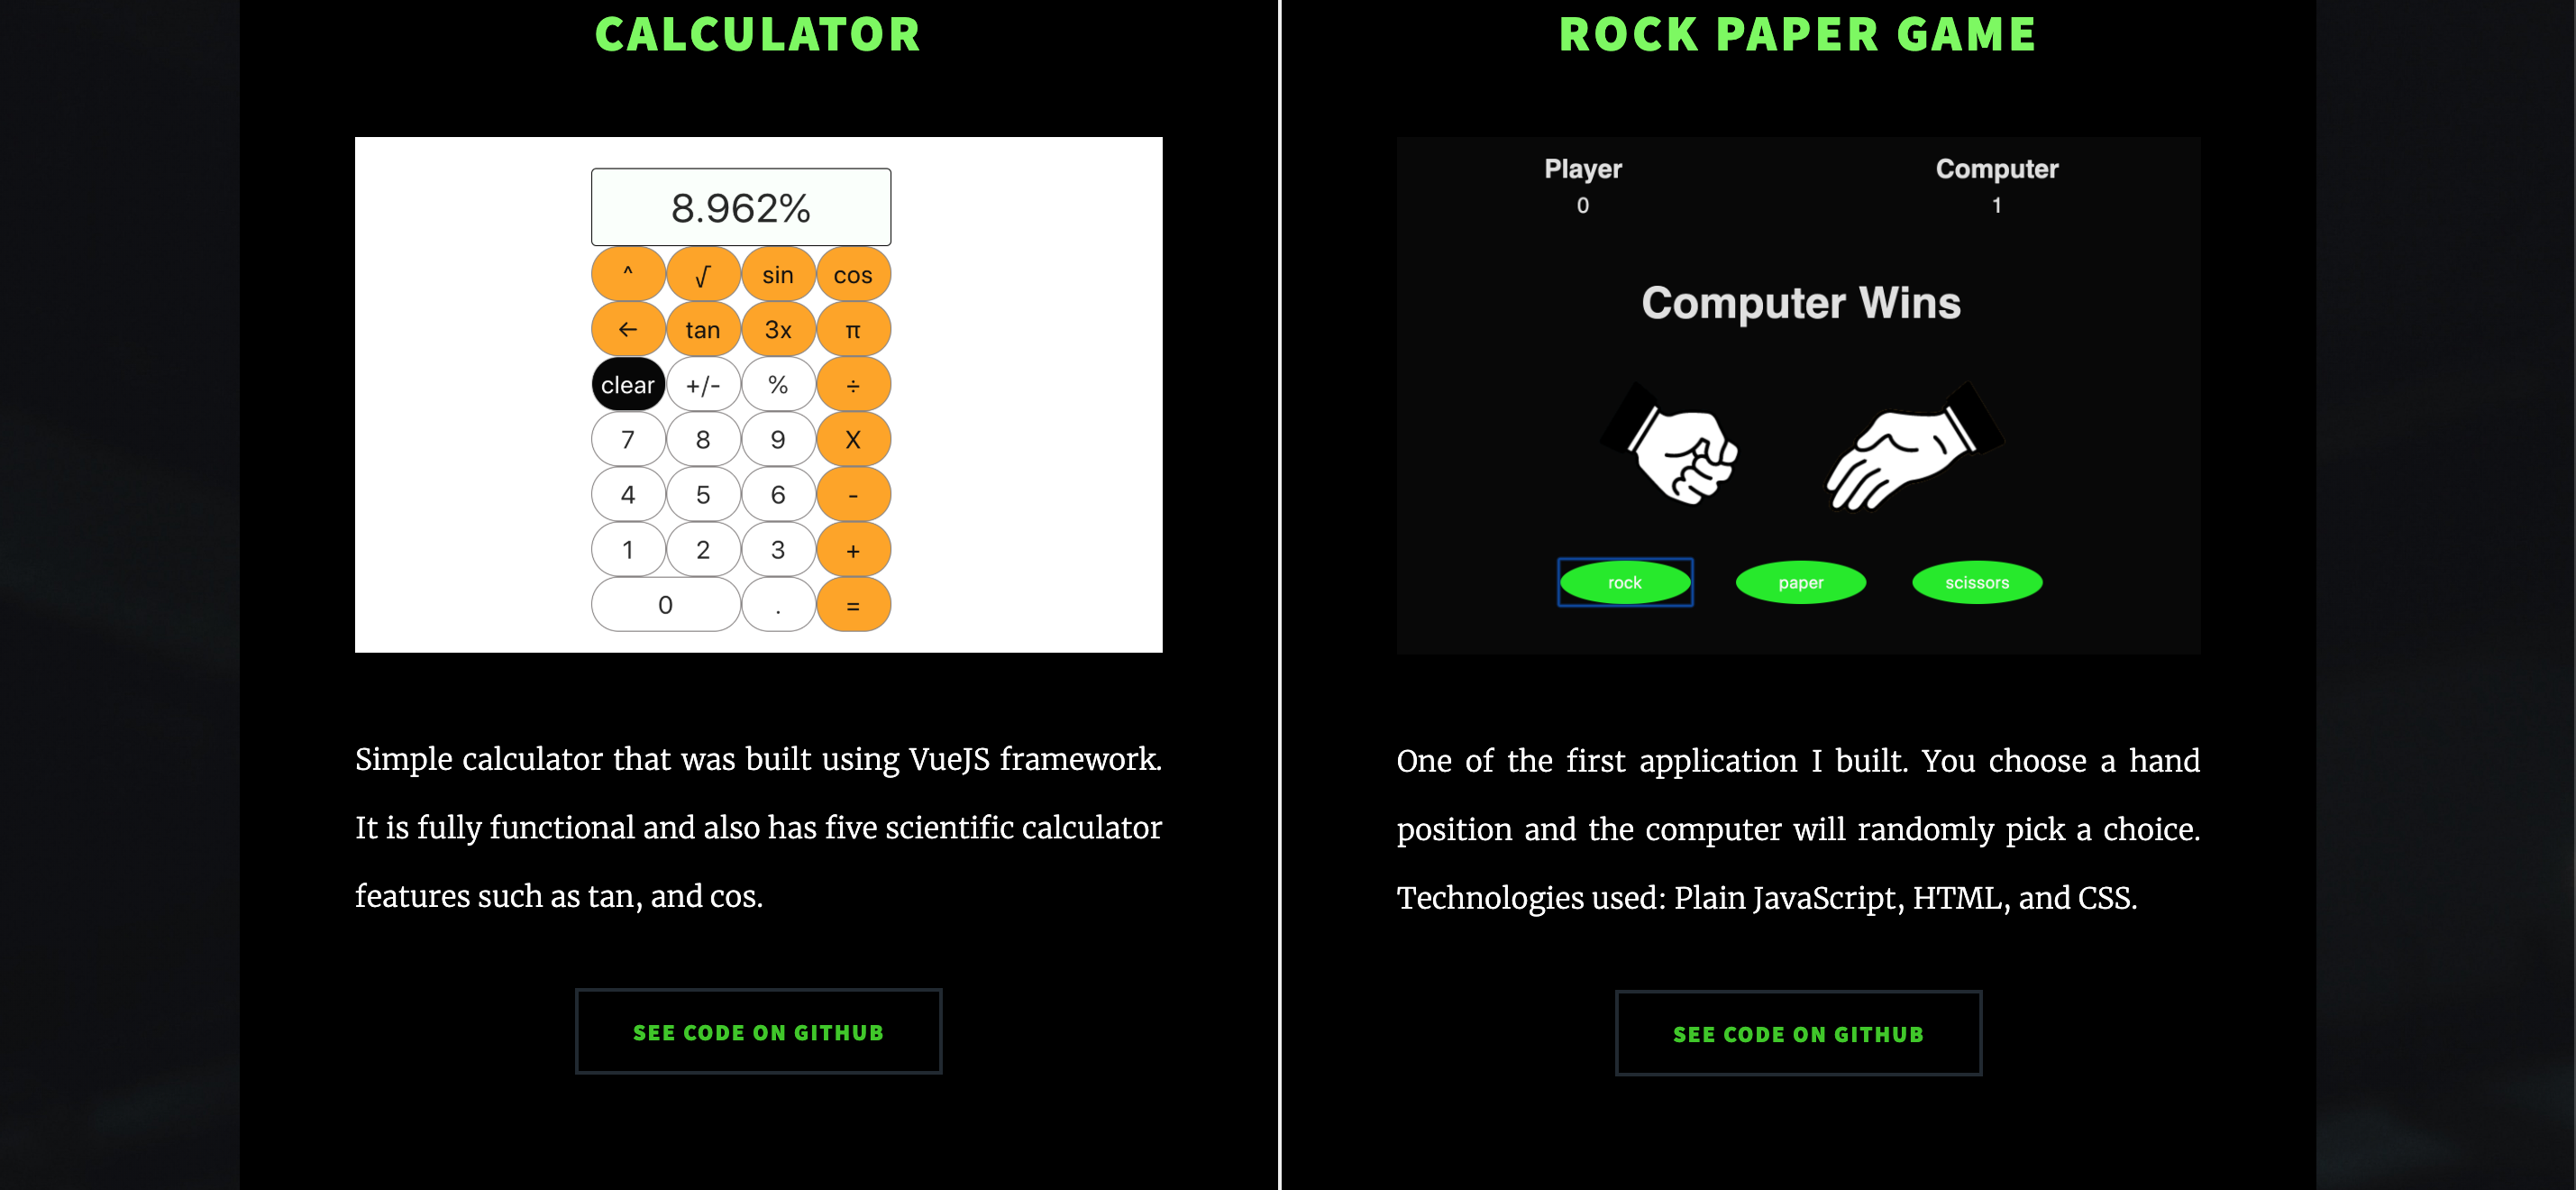 CALCULATOR
8.962%
^ √ sin cos
← tan 3x π
clear +/- % ÷
7 8 9 X
4 5 6 -
1 2 3 +
0 . =
Simple calculator that was built using VueJS framework.
It is fully functional and also has five scientific calculator
features such as tan, and cos.
SEE CODE ON GITHUB
ROCK PAPER GAME
Player Computer
0 1
Computer Wins
rock paper scissors
One of the first application I built. You choose a hand
position and the computer will randomly pick a choice.
Technologies used: Plain JavaScript, HTML, and CSS.
SEE CODE ON GITHUB